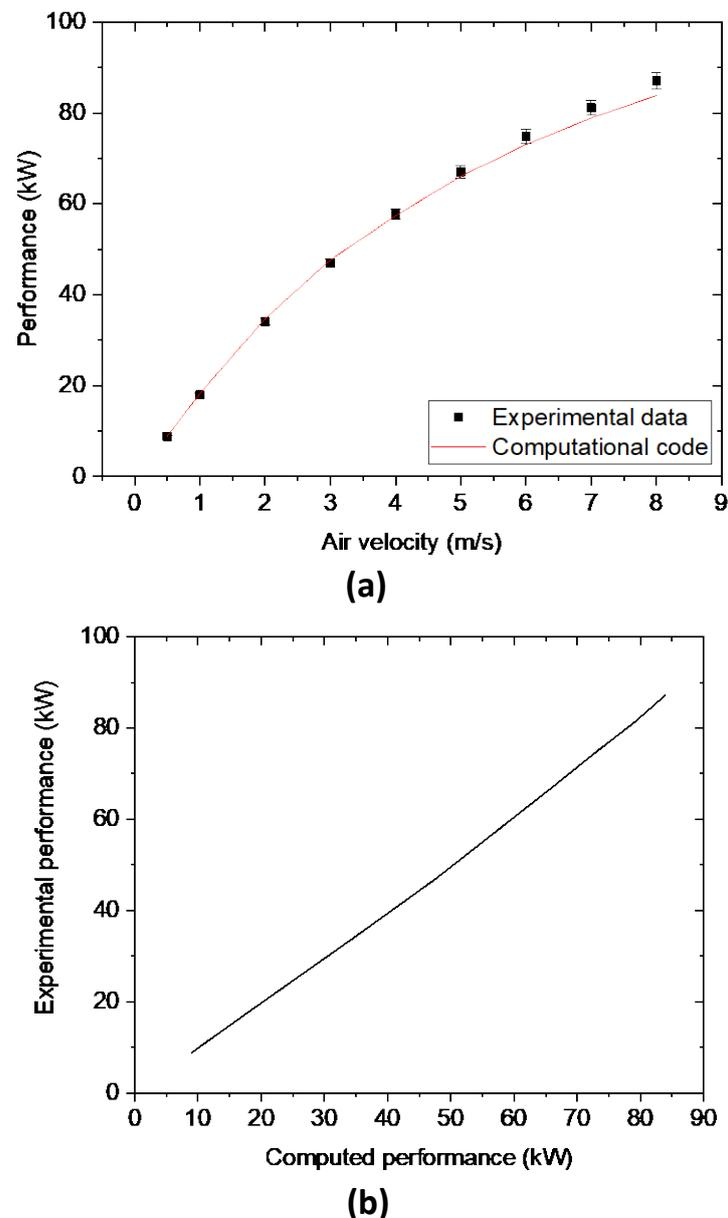 100
80
60
40
20
0
Performance (kW)
Experimental data
Computational code
0 1 2 3 4 5 6 7 8 9
Air velocity (m/s)
(a)
100
80
60
40
20
0
Experimental performance (kW)
0 10 20 30 40 50 60 70 80 90
Computed performance (kW)
(b)